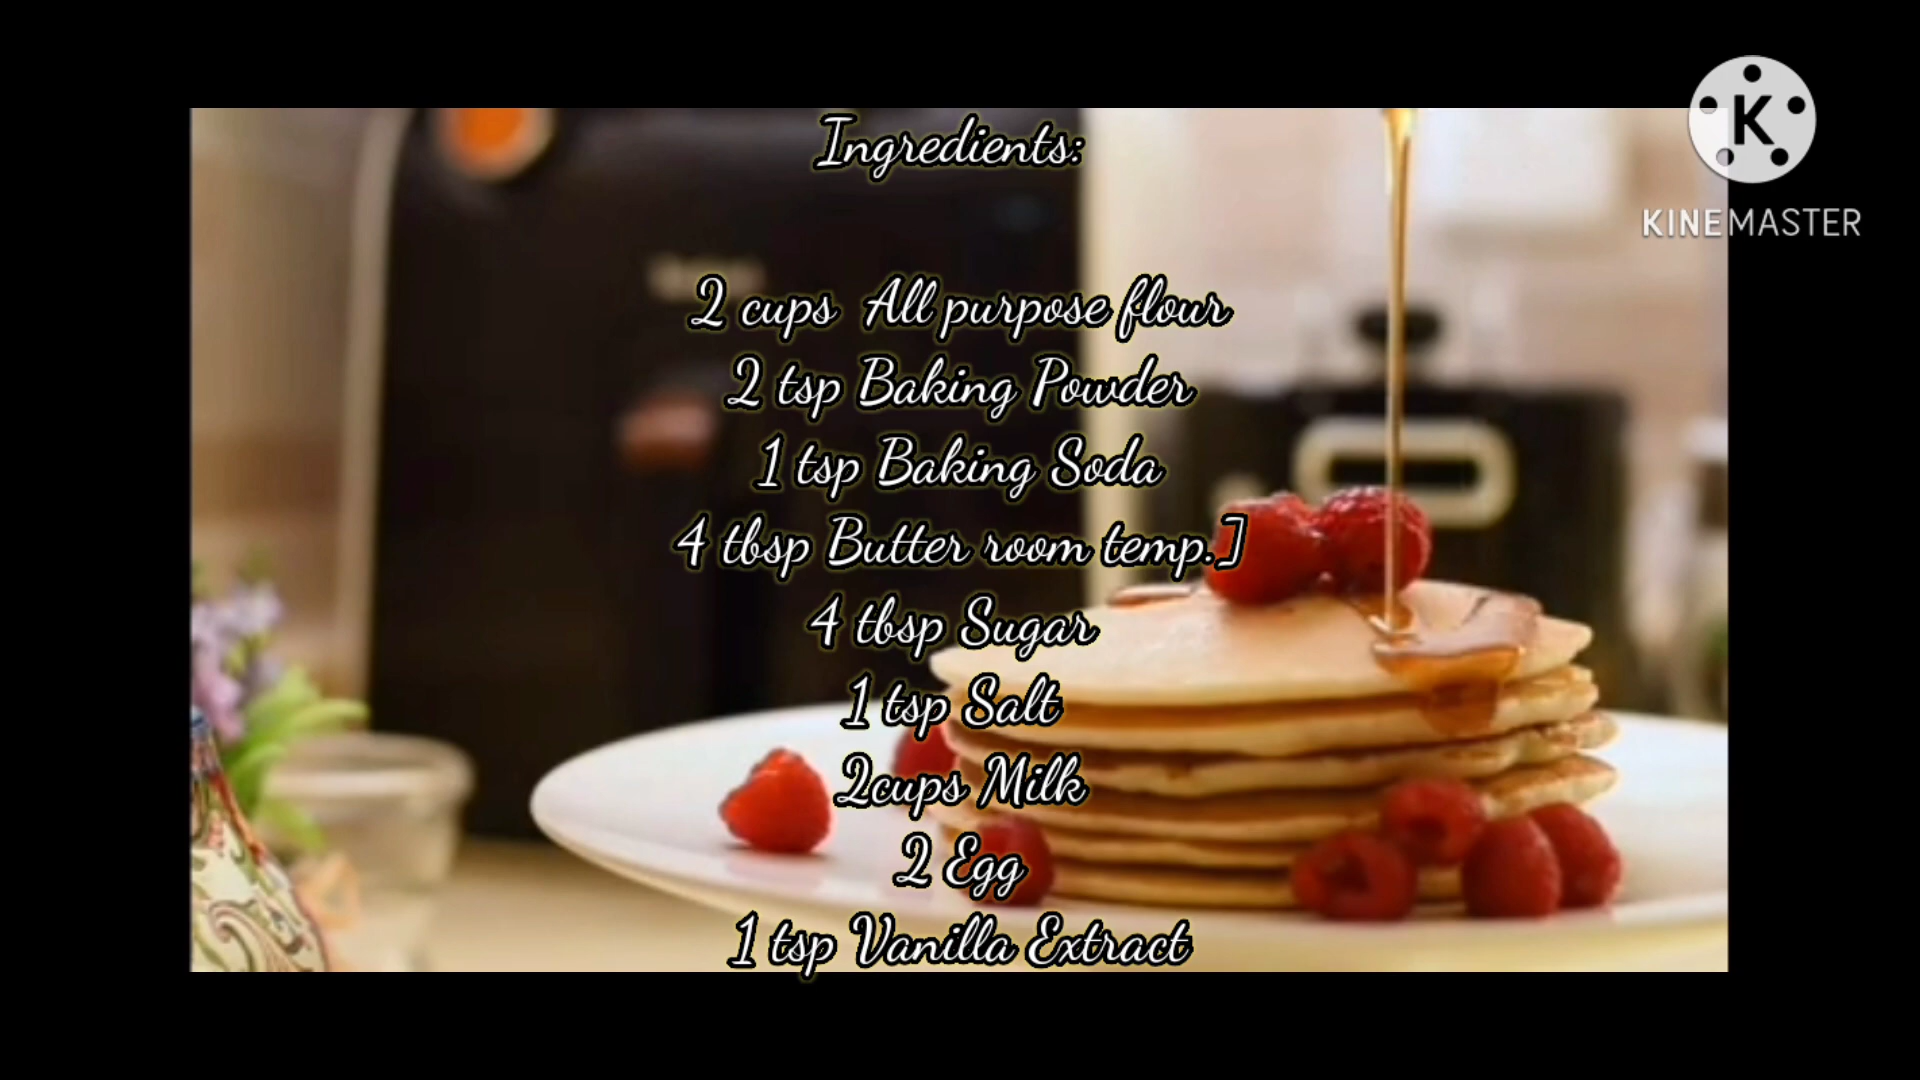 Ingredients:
K
KINEMASTER
2 cups All purpose flour
2 tsp Baking Powder
1 tsp Baking Soda
4 tbsp Butter room temp.]
4 tbsp Sugar
1 tsp Salt
2cups Milk
2 Egg
1 tsp Vanilla Extract